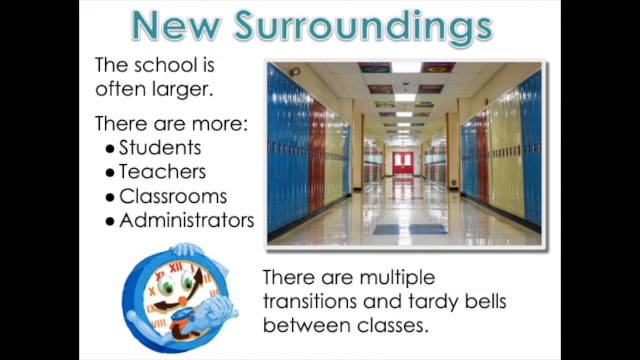 New Surroundings
The school is
often larger.
There are more:
● Students
● Teachers
● Classrooms
● Administrators
There are multiple
transitions and tardy bells
between classes.
XII